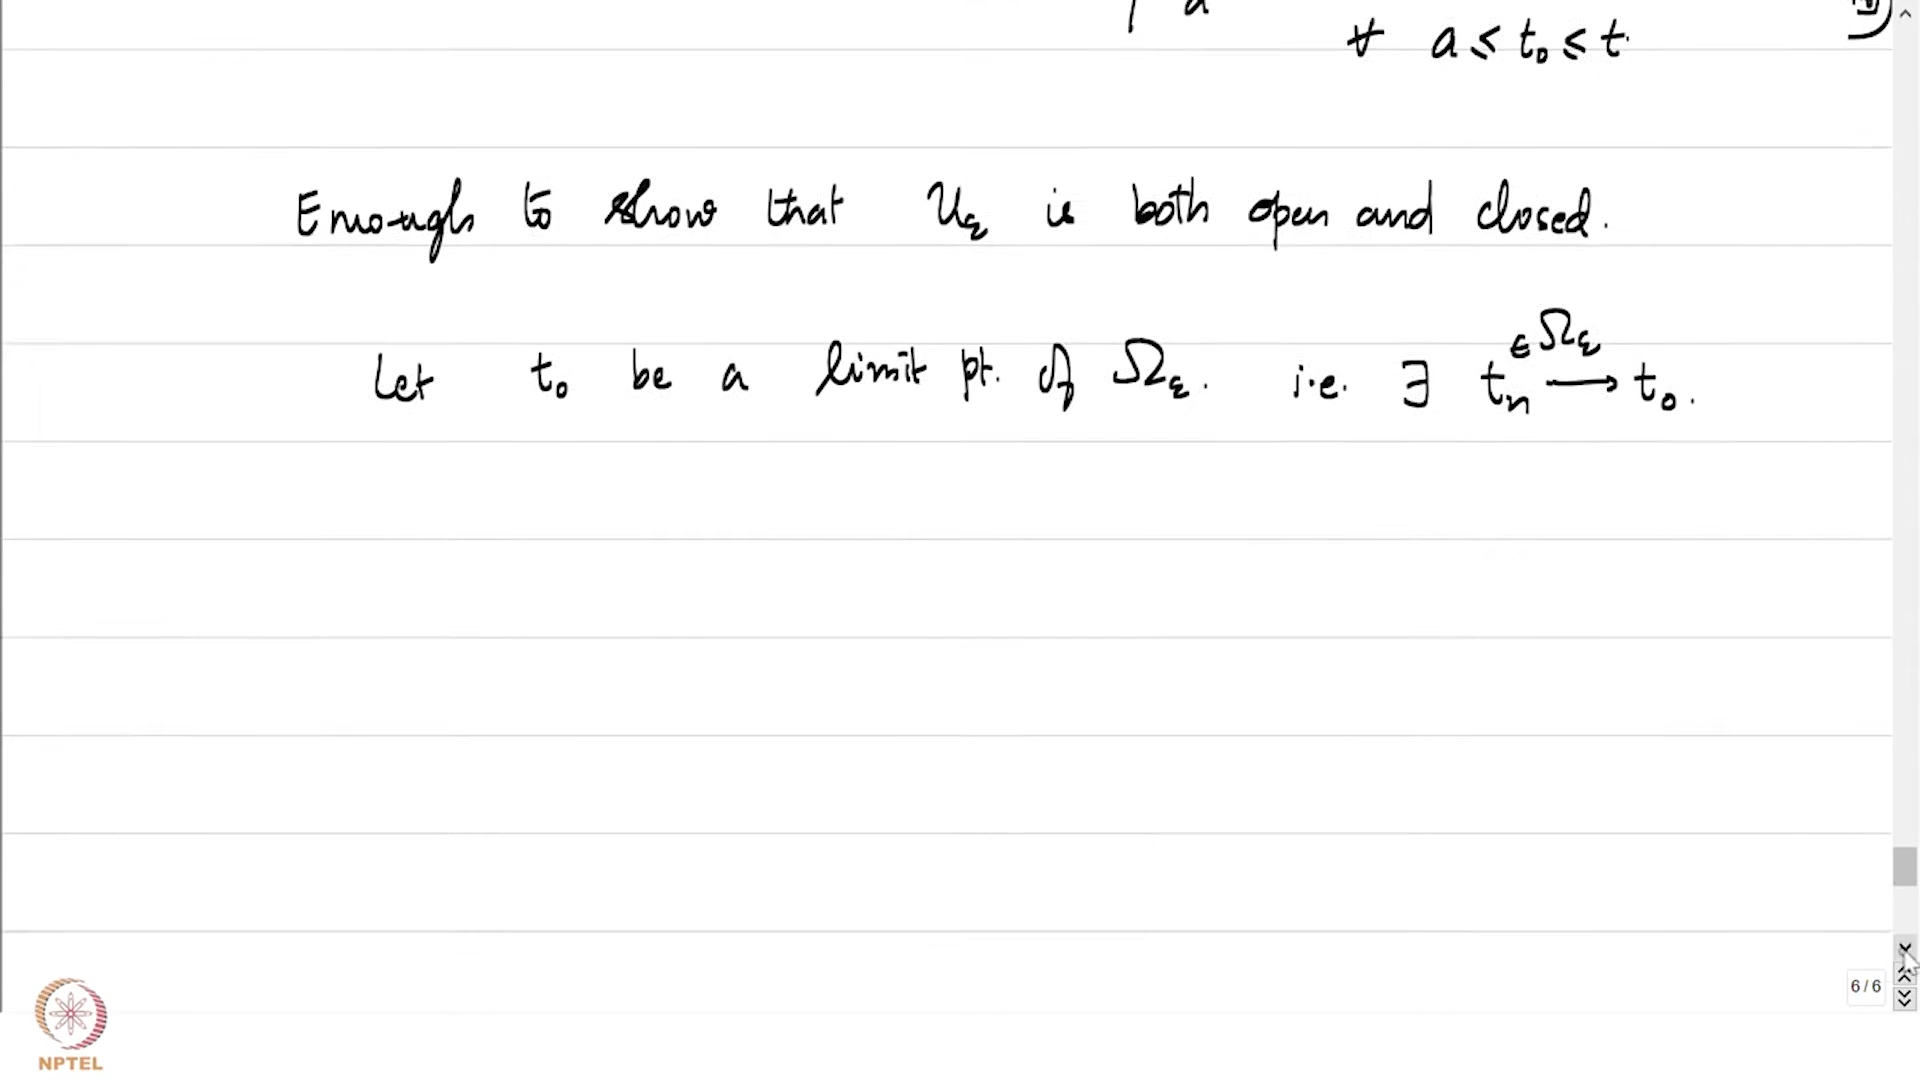 ∀ a ≤ t₀ ≤ t.
Enough to show that U_ε is both open and closed.
Let t₀ be a limit pt. of Ω_ε. i.e. ∃ t_n ∈ Ω_ε ⟶ t₀.
6 / 6
NPTEL